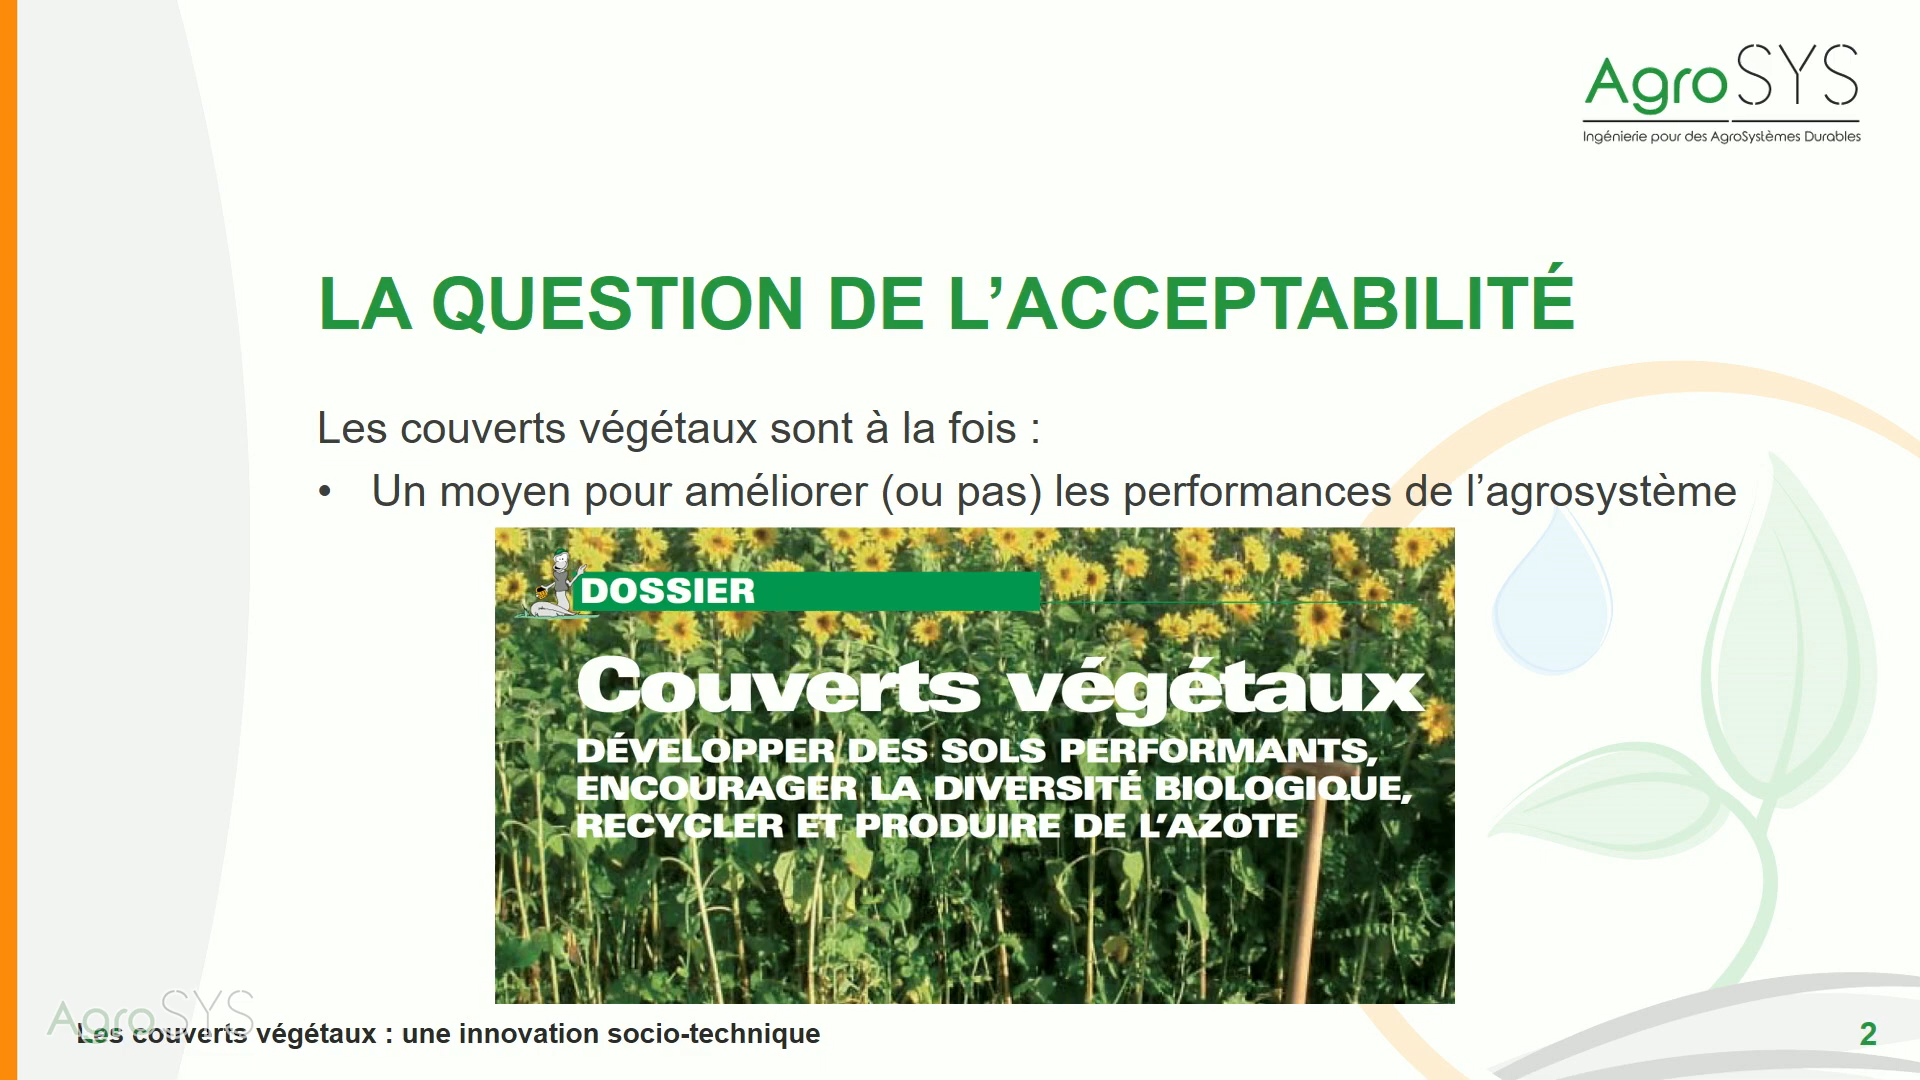 AgroSYS
Ingénierie pour des AgroSystèmes Durables
LA QUESTION DE L’ACCEPTABILITÉ
Les couverts végétaux sont à la fois :
• Un moyen pour améliorer (ou pas) les performances de l’agrosystème
DOSSIER
Couverts végétaux
DÉVELOPPER DES SOLS PERFORMANTS,
ENCOURAGER LA DIVERSITÉ BIOLOGIQUE,
RECYCLER ET PRODUIRE DE L’AZOTE
AgroSYS
Les couverts végétaux : une innovation socio-technique
2